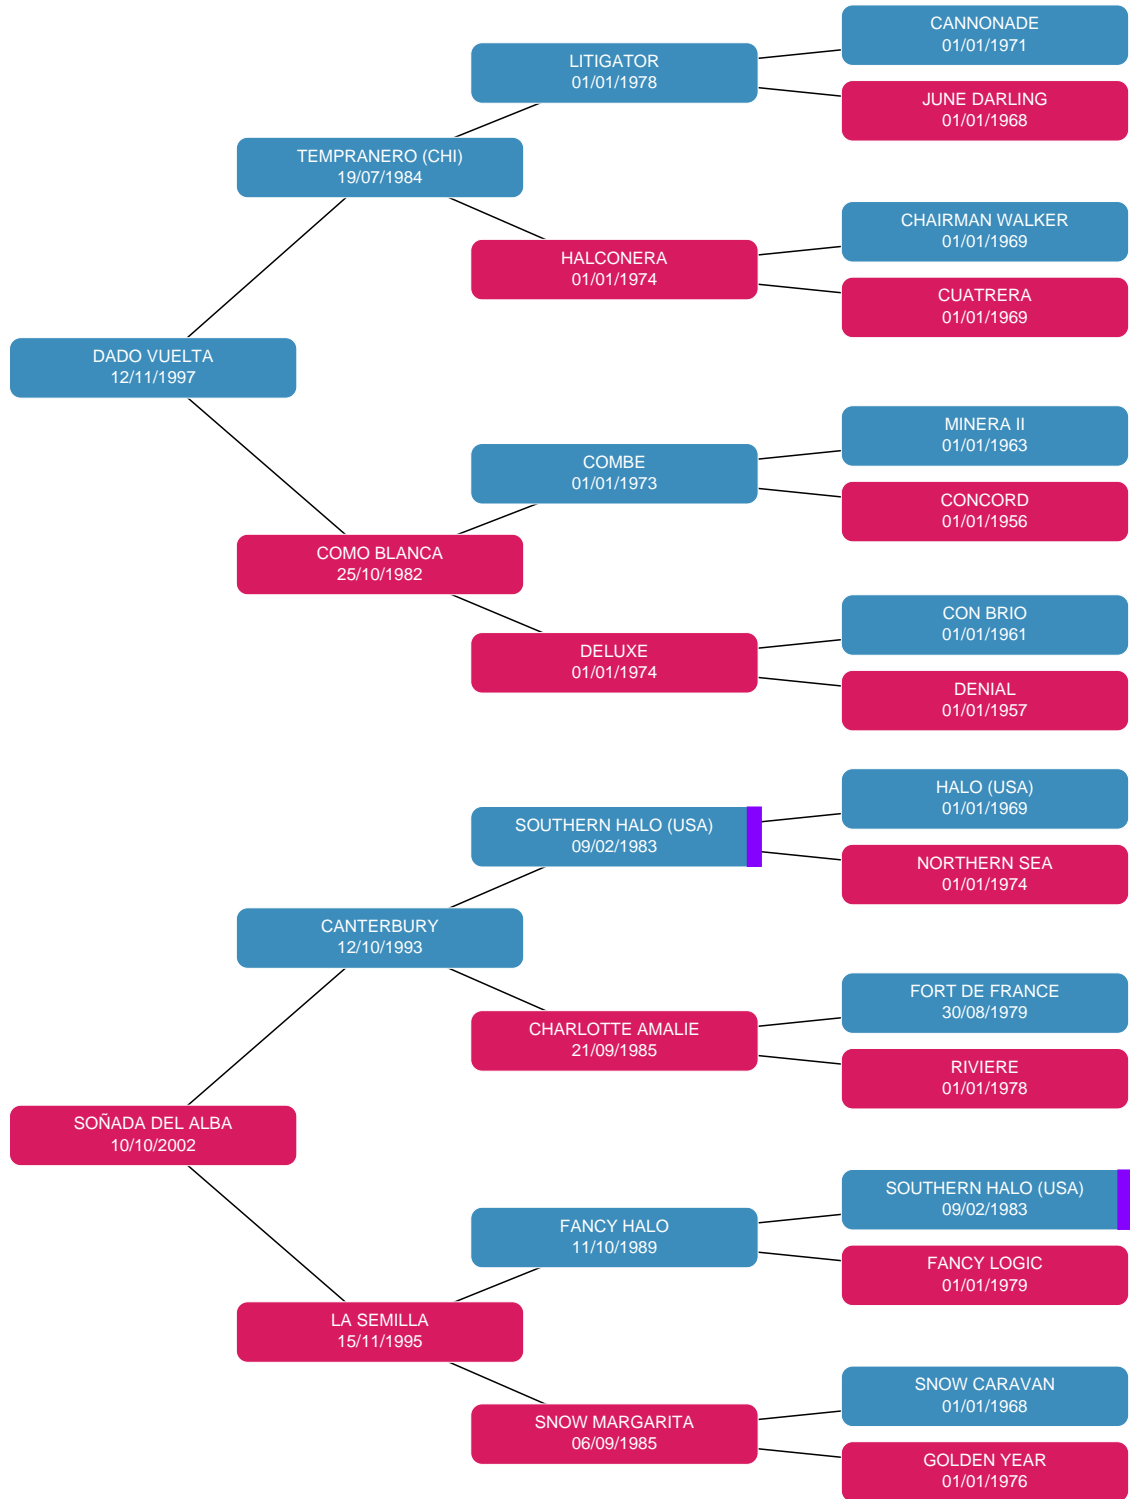 CANNONADE
01/01/1971
LITIGATOR
01/01/1978
JUNE DARLING
01/01/1968
TEMPRANERO (CHI)
19/07/1984
CHAIRMAN WALKER
01/01/1969
HALCONERA
01/01/1974
CUATRERA
01/01/1969
DADO VUELTA
12/11/1997
MINERA II
01/01/1963
COMBE
01/01/1973
CONCORD
01/01/1956
COMO BLANCA
25/10/1982
CON BRIO
01/01/1961
DELUXE
01/01/1974
DENIAL
01/01/1957
HALO (USA)
01/01/1969
SOUTHERN HALO (USA)
09/02/1983
NORTHERN SEA
01/01/1974
CANTERBURY
12/10/1993
FORT DE FRANCE
30/08/1979
CHARLOTTE AMALIE
21/09/1985
RIVIERE
01/01/1978
SOÑADA DEL ALBA
10/10/2002
SOUTHERN HALO (USA)
09/02/1983
FANCY HALO
11/10/1989
FANCY LOGIC
01/01/1979
LA SEMILLA
15/11/1995
SNOW CARAVAN
01/01/1968
SNOW MARGARITA
06/09/1985
GOLDEN YEAR
01/01/1976